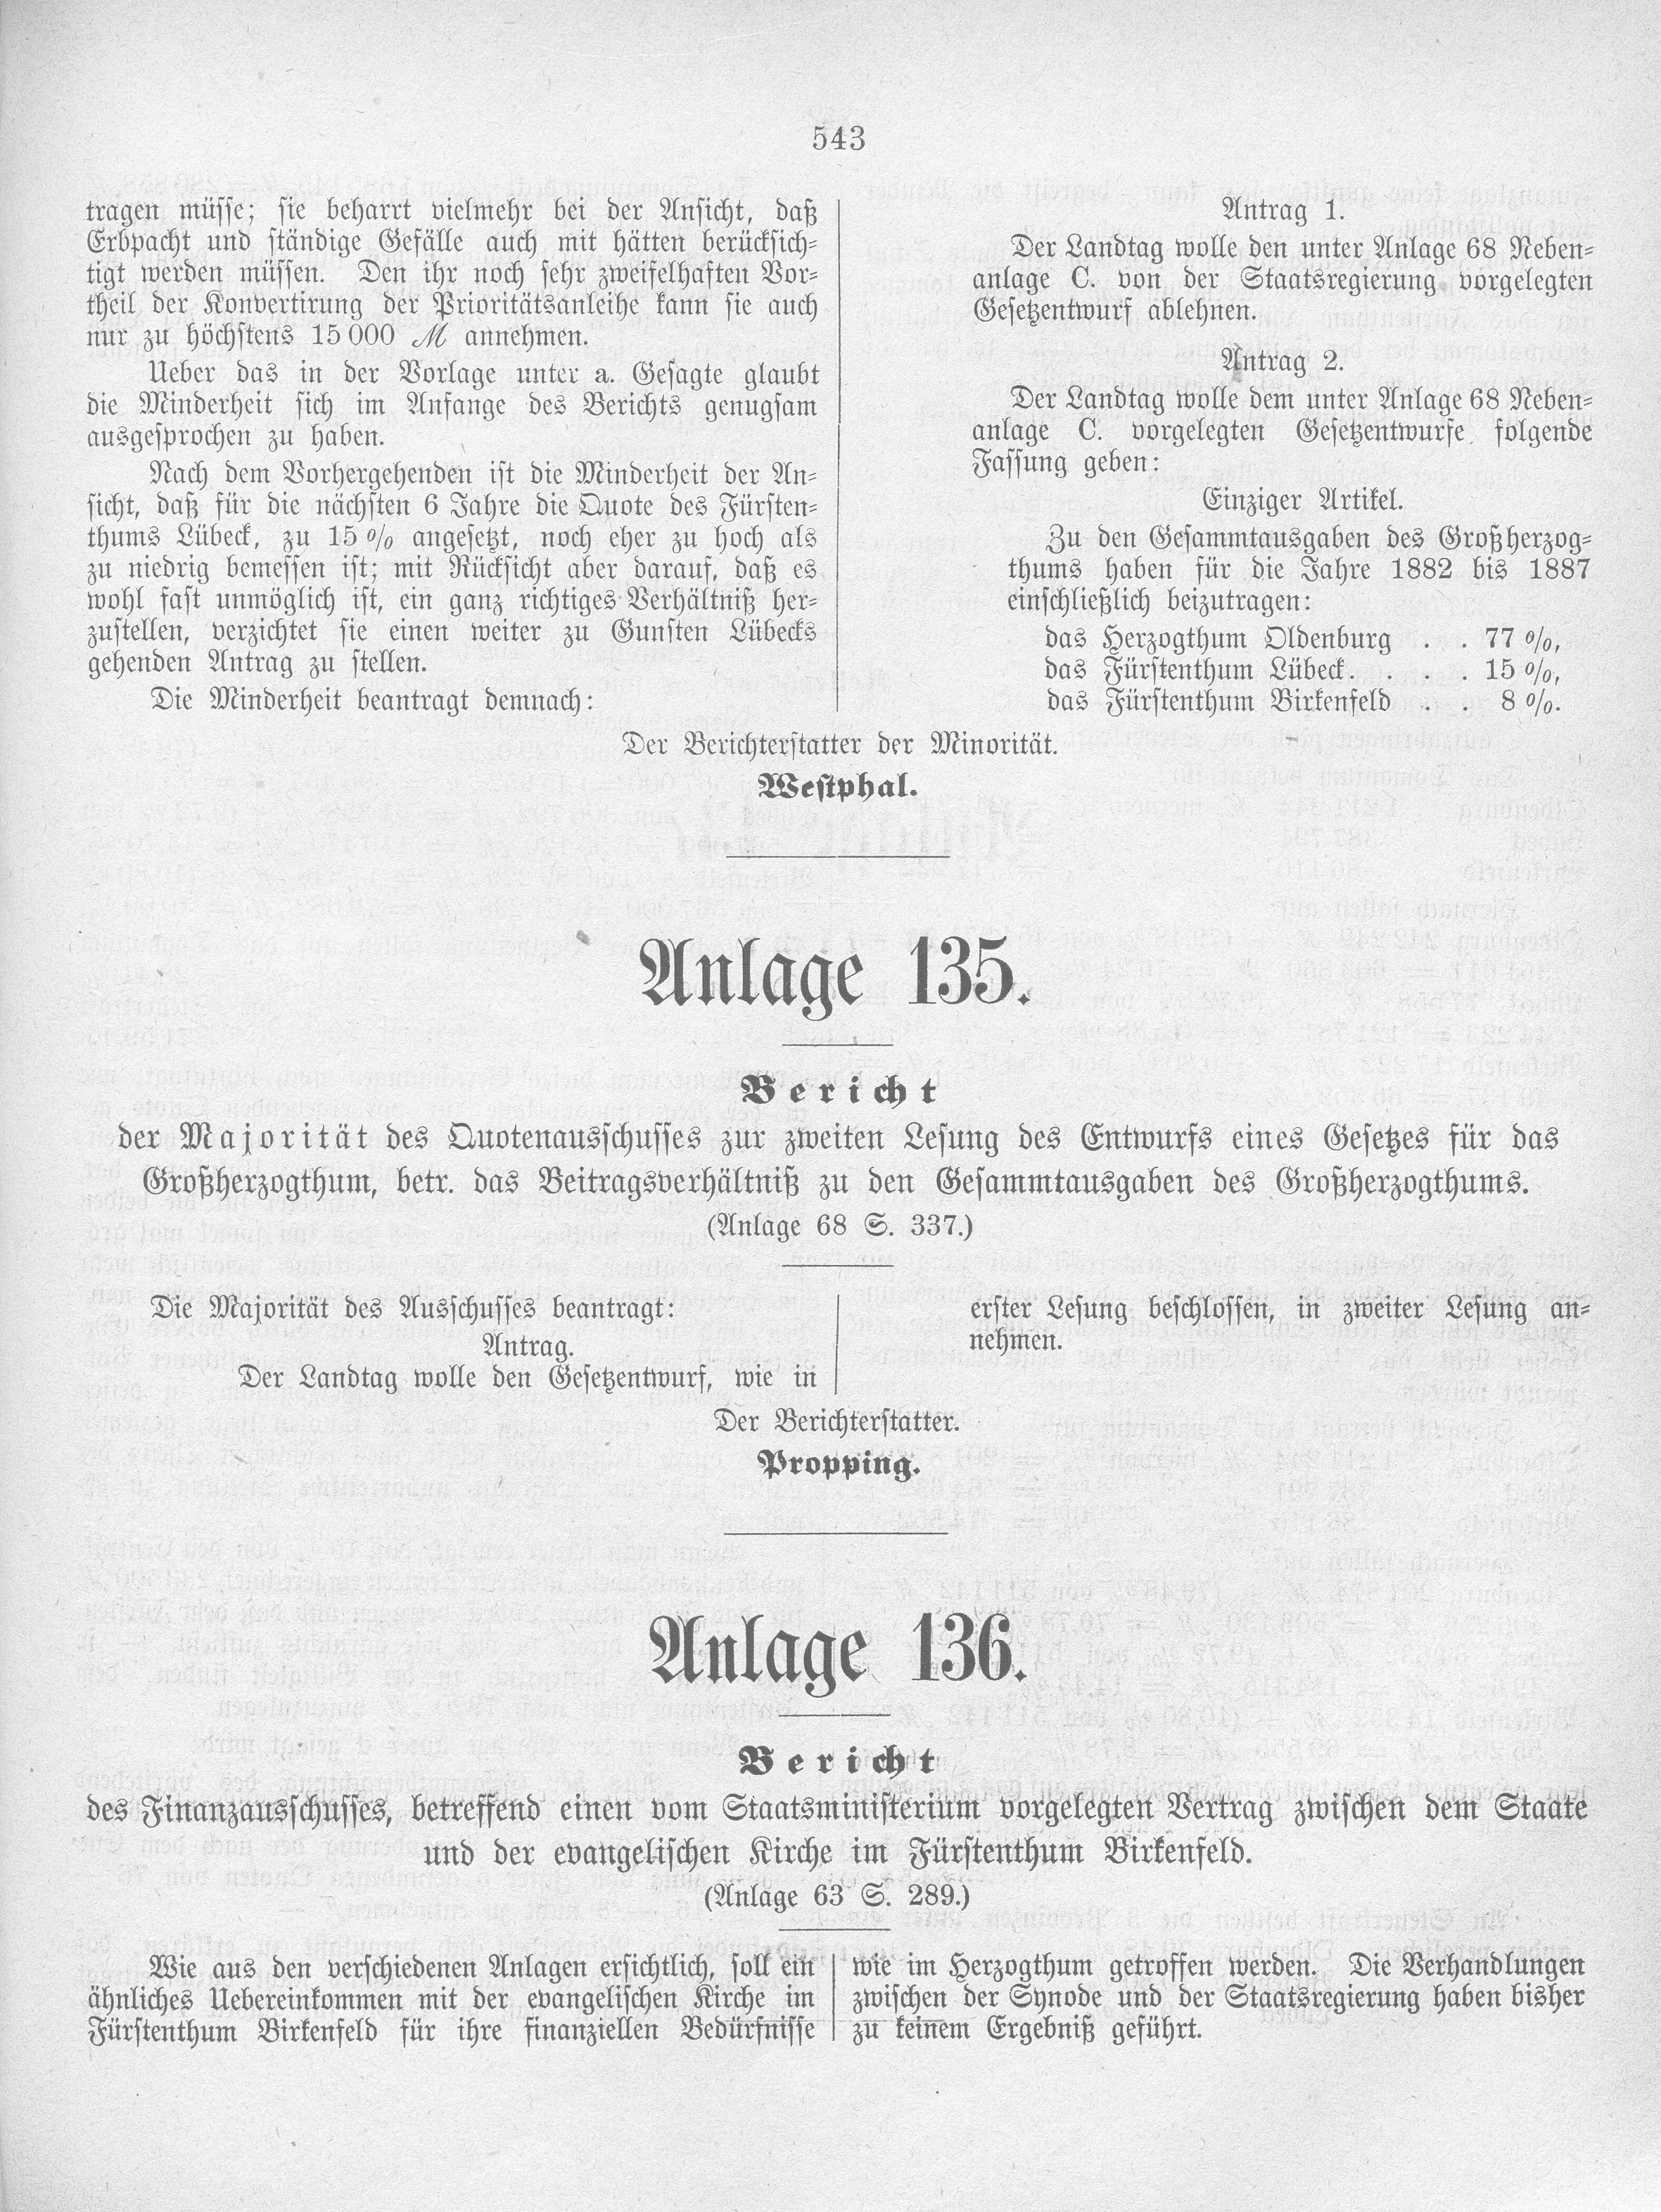 543
tragen müsse; sie beharrt vielmehr bei der Ansicht, daß
Erbpacht und ständige Gefälle auch mit hätten berücksich-
tigt werden müssen. Den ihr noch sehr zweifelhaften Vor-
theil der Konvertirung der Prioritätsanleihe kann sie auch
nur zu höchstens 15 000 ℳ annehmen.
Ueber das in der Vorlage unter a. Gesagte glaubt
die Minderheit sich im Anfange des Berichts genugsam
ausgesprochen zu haben.
Nach dem Vorhergehenden ist die Minderheit der An-
sicht, daß für die nächsten 6 Jahre die Quote des Fürsten-
thums Lübeck, zu 15 % angesetzt, noch eher zu hoch als
zu niedrig bemessen ist; mit Rücksicht aber darauf, daß es
wohl fast unmöglich ist, ein ganz richtiges Verhältniß her-
zustellen, verzichtet sie einen weiter zu Gunsten Lübecks
gehenden Antrag zu stellen.
Die Minderheit beantragt demnach:
Antrag 1.
Der Landtag wolle den unter Anlage 68 Neben-
anlage C. von der Staatsregierung vorgelegten
Gesetzentwurf ablehnen.
Antrag 2.
Der Landtag wolle dem unter Anlage 68 Neben-
anlage C. vorgelegten Gesetzentwurfe folgende
Fassung geben:
Einziger Artikel.
Zu den Gesammtausgaben des Großherzog-
thums haben für die Jahre 1882 bis 1887
einschließlich beizutragen:
das Herzogthum Oldenburg . . 77 %,
das Fürstenthum Lübeck. . . . 15 %,
das Fürstenthum Birkenfeld . . 8 %.
Der Berichterstatter der Minorität.
Westphal.
Anlage 135.
Bericht
der Majorität des Quotenausschusses zur zweiten Lesung des Entwurfs eines Gesetzes für das
Großherzogthum, betr. das Beitragsverhältniß zu den Gesammtausgaben des Großherzogthums.
(Anlage 68 S. 337.)
Die Majorität des Ausschusses beantragt:
Antrag.
Der Landtag wolle den Gesetzentwurf, wie in
erster Lesung beschlossen, in zweiter Lesung an-
nehmen.
Der Berichterstatter.
Propping.
Anlage 136.
Bericht
des Finanzausschusses, betreffend einen vom Staatsministerium vorgelegten Vertrag zwischen dem Staate
und der evangelischen Kirche im Fürstenthum Birkenfeld.
(Anlage 63 S. 289.)
Wie aus den verschiedenen Anlagen ersichtlich, soll ein
ähnliches Uebereinkommen mit der evangelischen Kirche im
Fürstenthum Birkenfeld für ihre finanziellen Bedürfnisse
wie im Herzogthum getroffen werden. Die Verhandlungen
zwischen der Synode und der Staatsregierung haben bisher
zu keinem Ergebniß geführt.